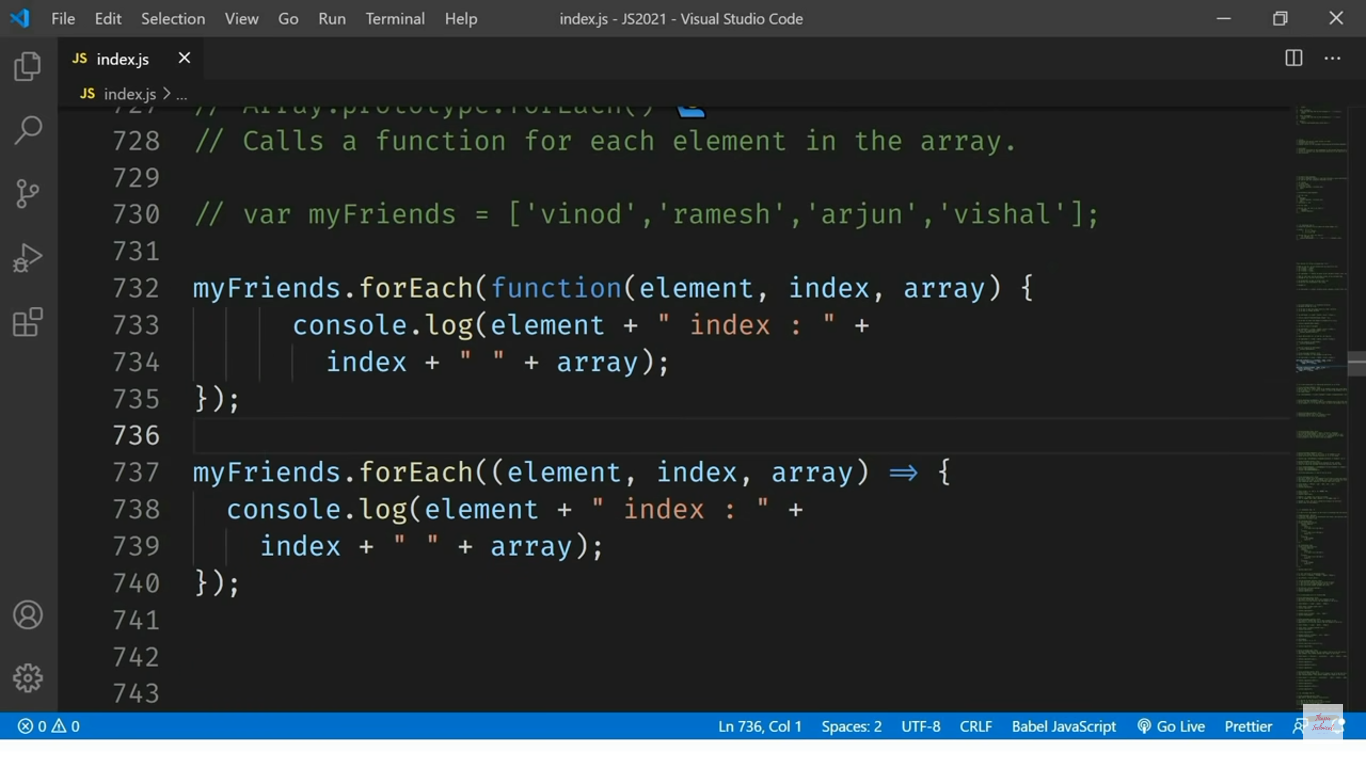 File Edit Selection View Go Run Terminal Help index.js - JS2021 - Visual Studio Code
JS index.js
JS index.js > ...
727 // Array.prototype.forEach()
728 // Calls a function for each element in the array.
729
730 // var myFriends = ['vinod','ramesh','arjun','vishal'];
731
732 myFriends.forEach(function(element, index, array) {
733 console.log(element + " index : " +
734 index + " " + array);
735 });
736
737 myFriends.forEach((element, index, array) => {
738 console.log(element + " index : " +
739 index + " " + array);
740 });
741
742
743
0 0 Ln 736, Col 1 Spaces: 2 UTF-8 CRLF Babel JavaScript Go Live Prettier